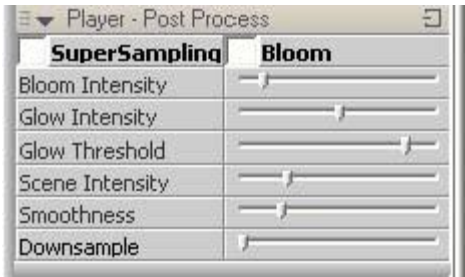 Player - Post Process
SuperSampling Bloom
Bloom Intensity
Glow Intensity
Glow Threshold
Scene Intensity
Smoothness
Downsample